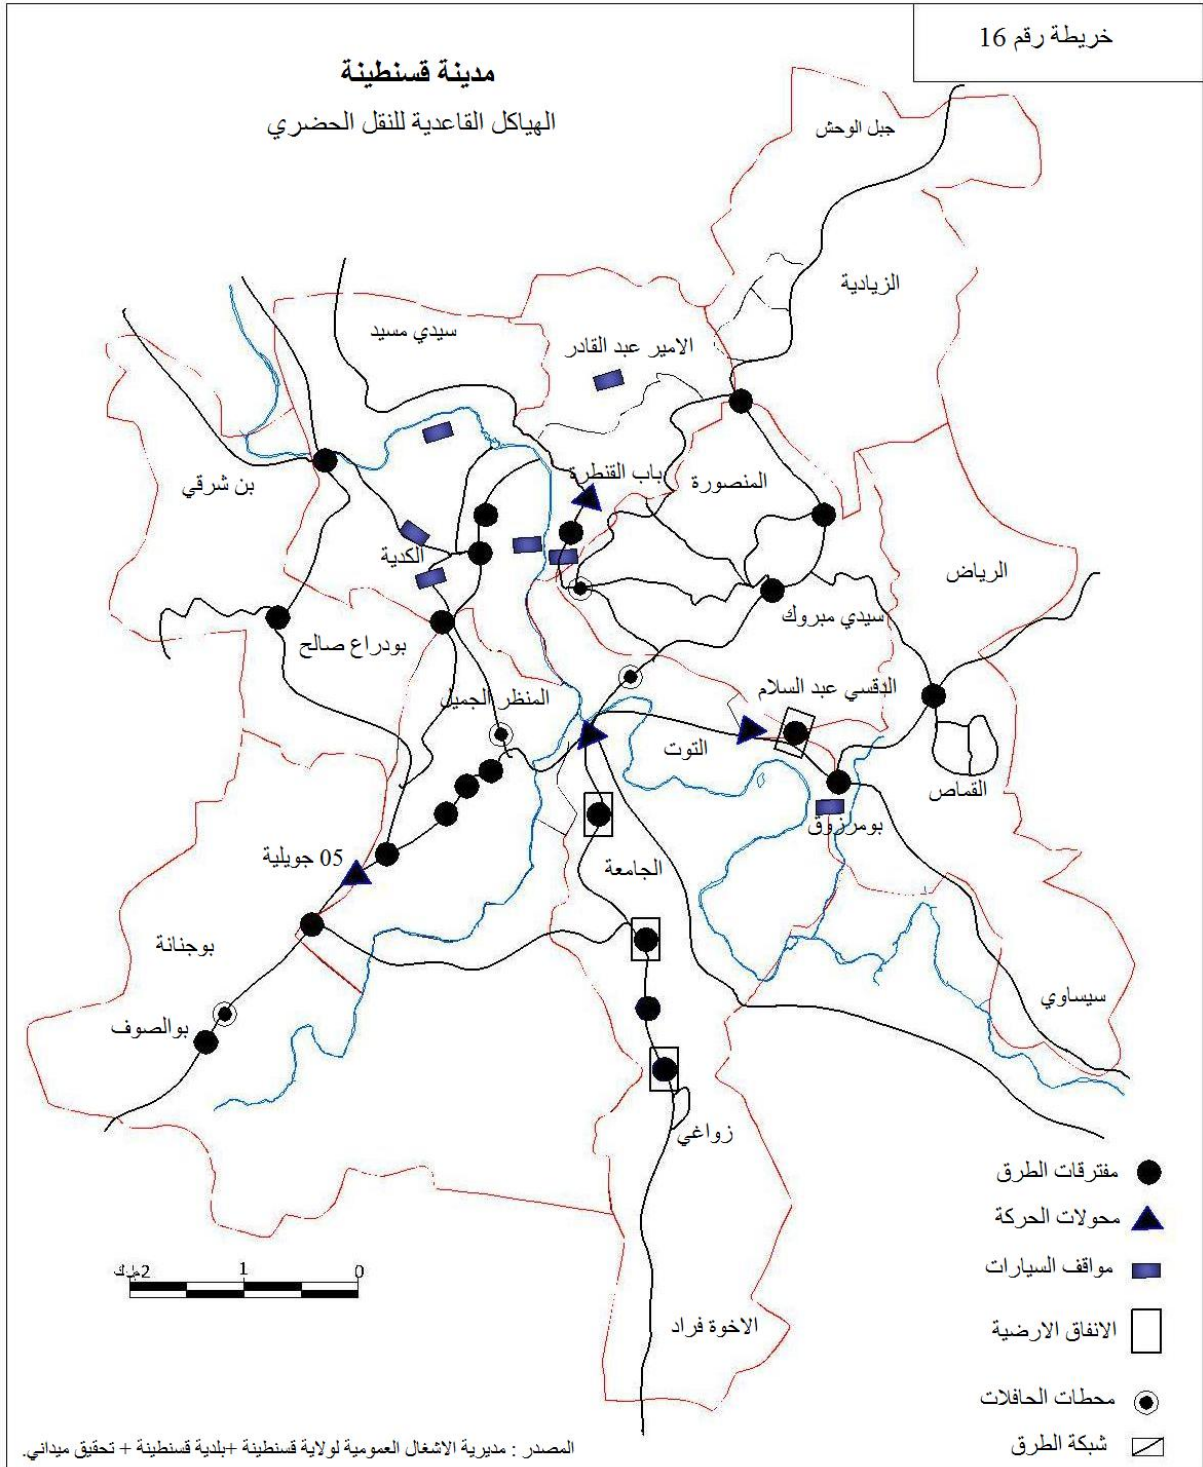 خريطة رقم 16
مدينة قسنطينة
الهياكل القاعدية للنقل الحضري
جبل الوحش
الزيادية
سيدي مسيد
الامير عبد القادر
باب القنطرة
المنصورة
بن شرقي
الكدية
الرياض
سيدي مبروك
بودراع صالح
الدقسي عبد السلام
المنظر الجميل
التوت
القماص
بومرزوق
05 جويلية
الجامعة
بوجنانة
سيساوي
بوالصوف
زواغي
الاخوة فراد
مفترقات الطرق
محولات الحركة
مواقف السيارات
الانفاق الارضية
محطات الحافلات
شبكة الطرق
0 1 2
المصدر : مديرية الاشغال العمومية لولاية قسنطينة +بلدية قسنطينة + تحقيق ميداني.